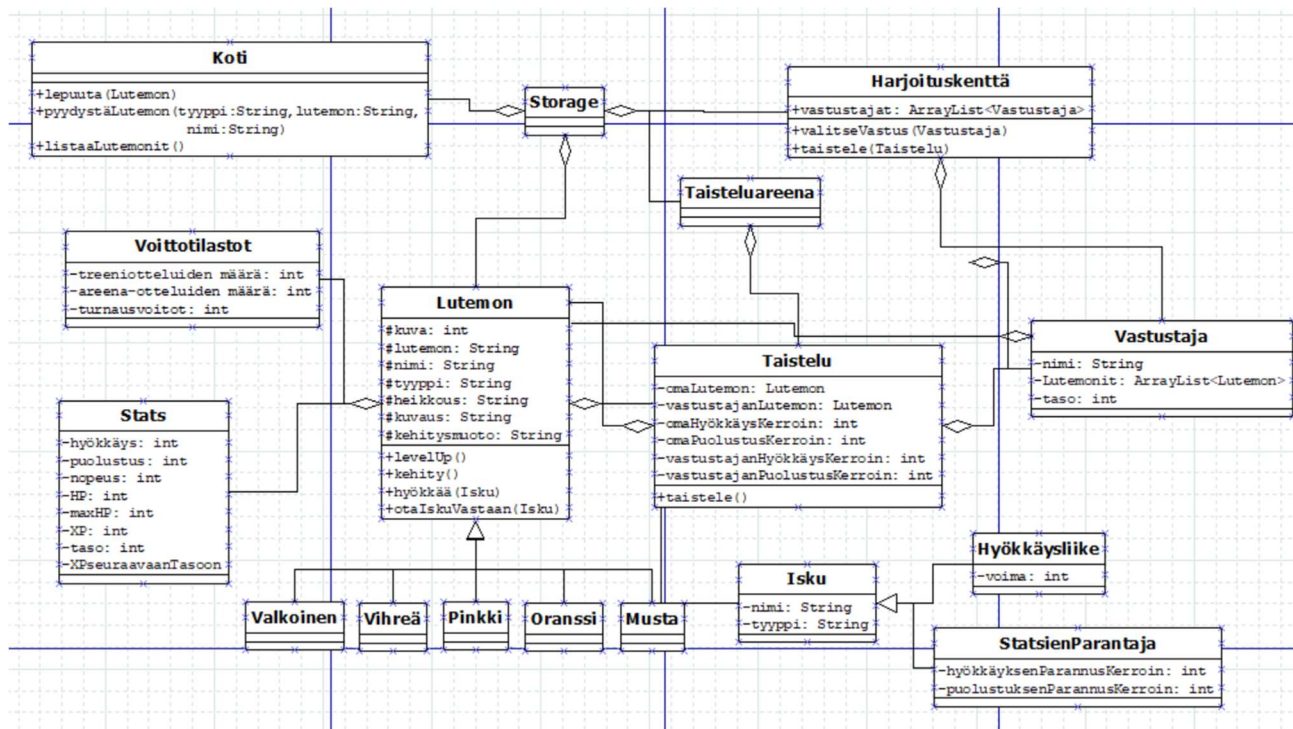 Koti
+lepuuta(Lutemon)
+pyydystäLutemon(tyyppi:String, lutemon:String,
nimi:String)
+listaaLutemonit()
Storage
Harjoituskenttä
+vastustajat: ArrayList<Vastustaja>
+valitseVastus(Vastustaja)
+taistele(Taistelu)
Taisteluareena
Voittotilastot
-treeniotteluiden määrä: int
-areena-otteluiden määrä: int
-turnausvoitot: int
Lutemon
#kuva: int
#lutemon: String
#nimi: String
#tyyppi: String
#heikkous: String
#kuvaus: String
#kehitysmuoto: String
+levelUp()
+kehity()
+hyökkää(Isku)
+otaIskuVastaan(Isku)
Taistelu
-omaLutemon: Lutemon
-vastustajanLutemon: Lutemon
-omaHyökkäysKerroin: int
-omaPuolustusKerroin: int
-vastustajanHyökkäysKerroin: int
-vastustajanPuolustusKerroin: int
+taistele()
Vastustaja
-nimi: String
-Lutemonit: ArrayList<Lutemon>
-taso: int
Stats
-hyökkäys: int
-puolustus: int
-nopeus: int
-HP: int
-maxHP: int
-XP: int
-taso: int
-XPseuraavaanTasoon
Valkoinen
Vihreä
Pinkki
Oranssi
Musta
Isku
-nimi: String
-tyyppi: String
Hyökkäysliike
-voima: int
StatsienParantaja
-hyökkäyksenParannusKerroin: int
-puolustuksenParannusKerroin: int